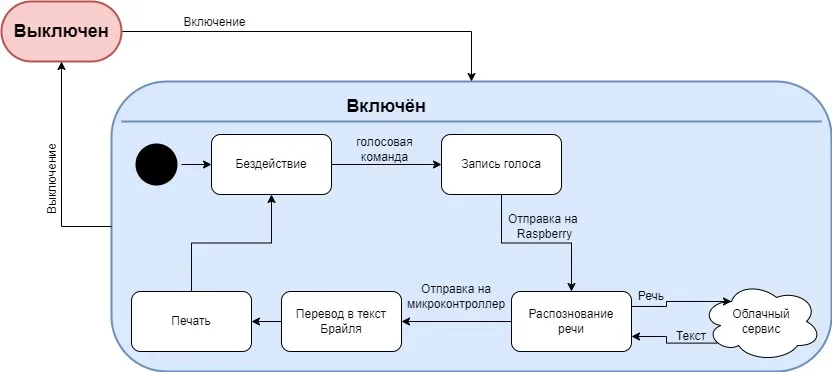 Выключен
Включение
Включён
Выключение
Бездействие
голосовая
команда
Запись голоса
Отправка на
Raspberry
Печать
Перевод в текст
Брайля
Отправка на
микроконтроллер
Распознование
речи
Речь
Текст
Облачный
сервис